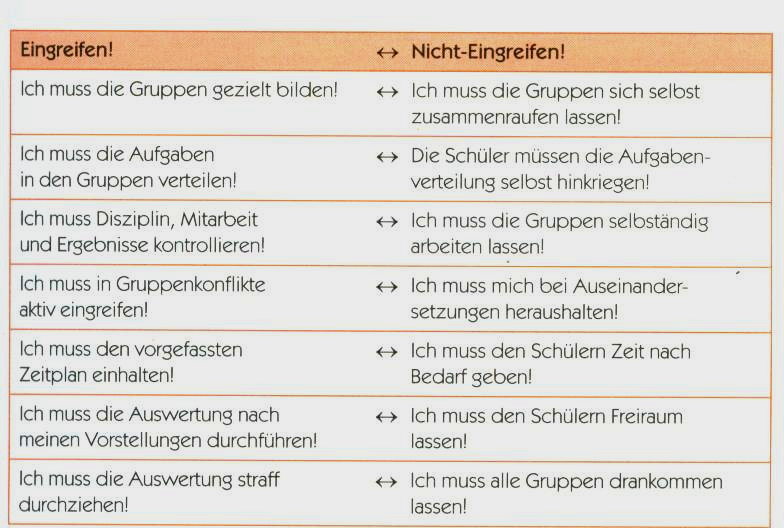 Eingreifen! ↔ Nicht-Eingreifen!
Ich muss die Gruppen gezielt bilden! ↔ Ich muss die Gruppen sich selbst
zusammenraufen lassen!
Ich muss die Aufgaben ↔ Die Schüler müssen die Aufgaben-
in den Gruppen verteilen! verteilung selbst hinkriegen!
Ich muss Disziplin, Mitarbeit ↔ Ich muss die Gruppen selbständig
und Ergebnisse kontrollieren! arbeiten lassen!
Ich muss in Gruppenkonflikte ↔ Ich muss mich bei Auseinander-
aktiv eingreifen! setzungen heraushalten!
Ich muss den vorgefassten ↔ Ich muss den Schülern Zeit nach
Zeitplan einhalten! Bedarf geben!
Ich muss die Auswertung nach ↔ Ich muss den Schülern Freiraum
meinen Vorstellungen durchführen! lassen!
Ich muss die Auswertung straff ↔ Ich muss alle Gruppen drankommen
durchziehen! lassen!